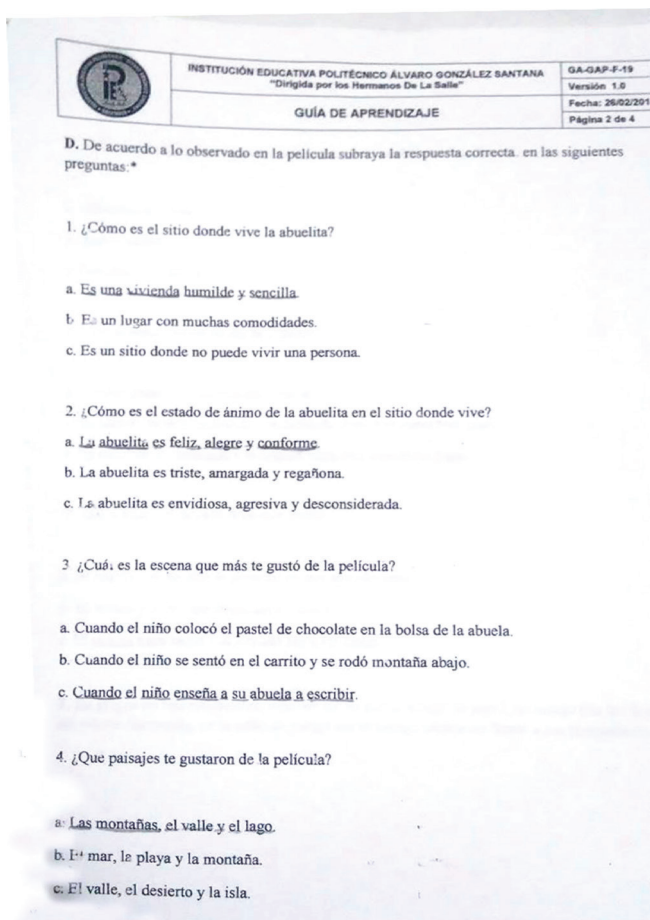 INSTITUCIÓN EDUCATIVA POLITÉCNICO ÁLVARO GONZÁLEZ SANTANA
"Dirigida por los Hermanos De La Salle"
GUÍA DE APRENDIZAJE
GA-GAP-F-19
Versión 1.0
Fecha: 26/02/201
Página 2 de 4
D. De acuerdo a lo observado en la película subraya la respuesta correcta. en las siguientes
preguntas:*
1. ¿Cómo es el sitio donde vive la abuelita?
a. Es una vivienda humilde y sencilla.
b Es un lugar con muchas comodidades.
c. Es un sitio donde no puede vivir una persona.
2. ¿Cómo es el estado de ánimo de la abuelita en el sitio donde vive?
a. La abuelita es feliz, alegre y conforme.
b. La abuelita es triste, amargada y regañona.
c. La abuelita es envidiosa, agresiva y desconsiderada.
3 ¿Cuál es la escena que más te gustó de la película?
a. Cuando el niño colocó el pastel de chocolate en la bolsa de la abuela.
b. Cuando el niño se sentó en el carrito y se rodó montaña abajo.
c. Cuando el niño enseña a su abuela a escribir.
4. ¿Que paisajes te gustaron de la película?
a. Las montañas, el valle y el lago.
b. El mar, la playa y la montaña.
c. El valle, el desierto y la isla.